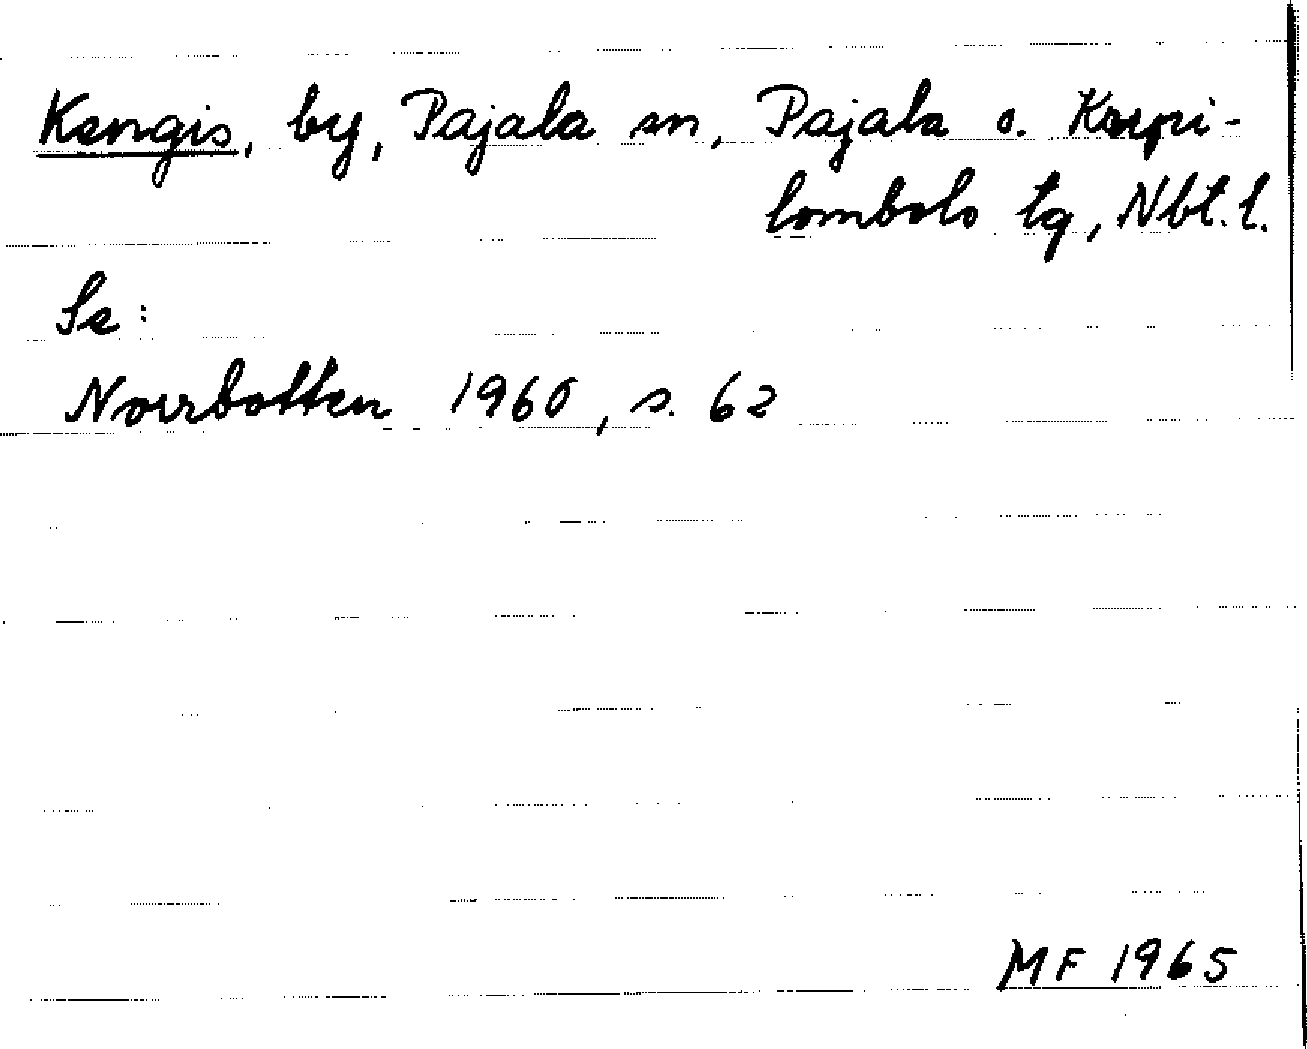 Kengis, by, Pajala sn, Pajala o. Korpi-
lombolo tg, Nbt. l.
Se:
Norrbotten 1960, s. 62
MF 1965